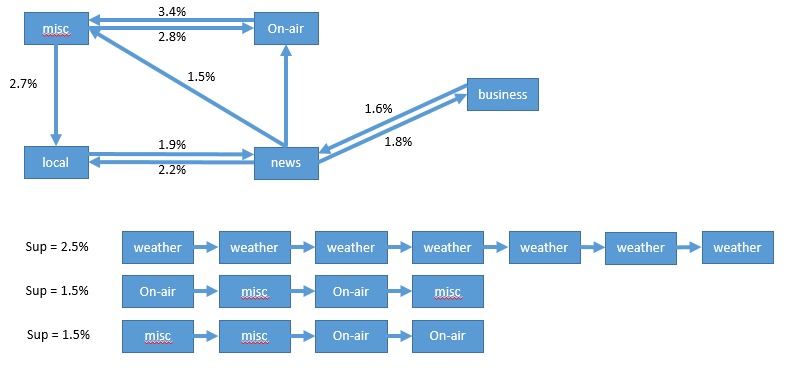 3.4%
misc
On-air
2.8%
1.5%
2.7%
business
1.6%
1.8%
1.9%
local
news
2.2%
Sup = 2.5% weather weather weather weather weather weather weather
Sup = 1.5% On-air misc On-air misc
Sup = 1.5% misc misc On-air On-air